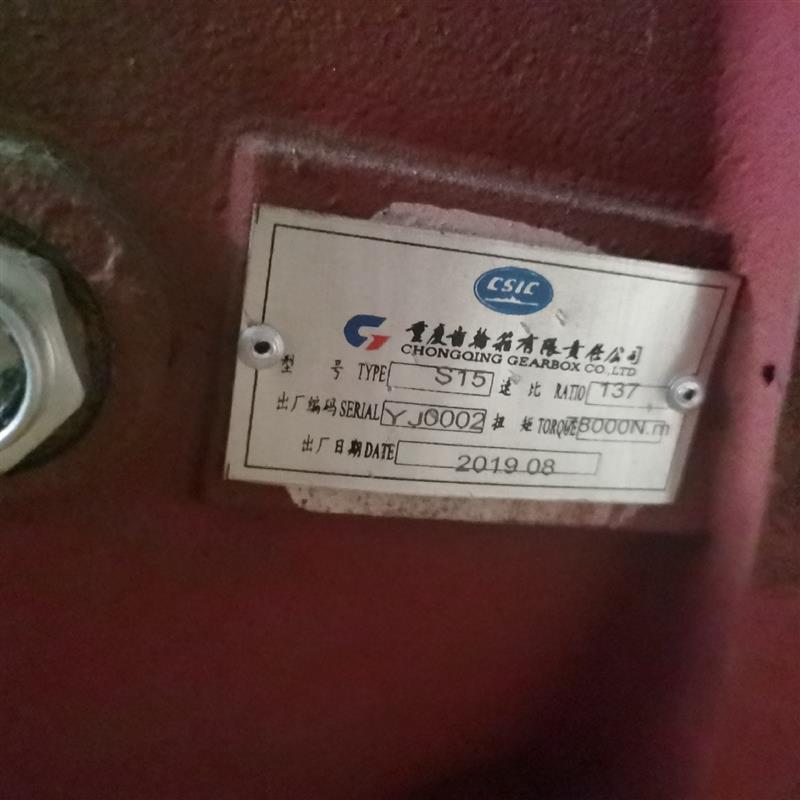 CSIC
重庆齿轮箱有限责任公司
CHONGQING GEARBOX CO.,LTD
型 号 TYPE S15 速 比 RATIO 137
出厂编码 SERIAL YJ0002 扭 矩 TORQUE 78000N.m
出厂日期 DATE 2019 08